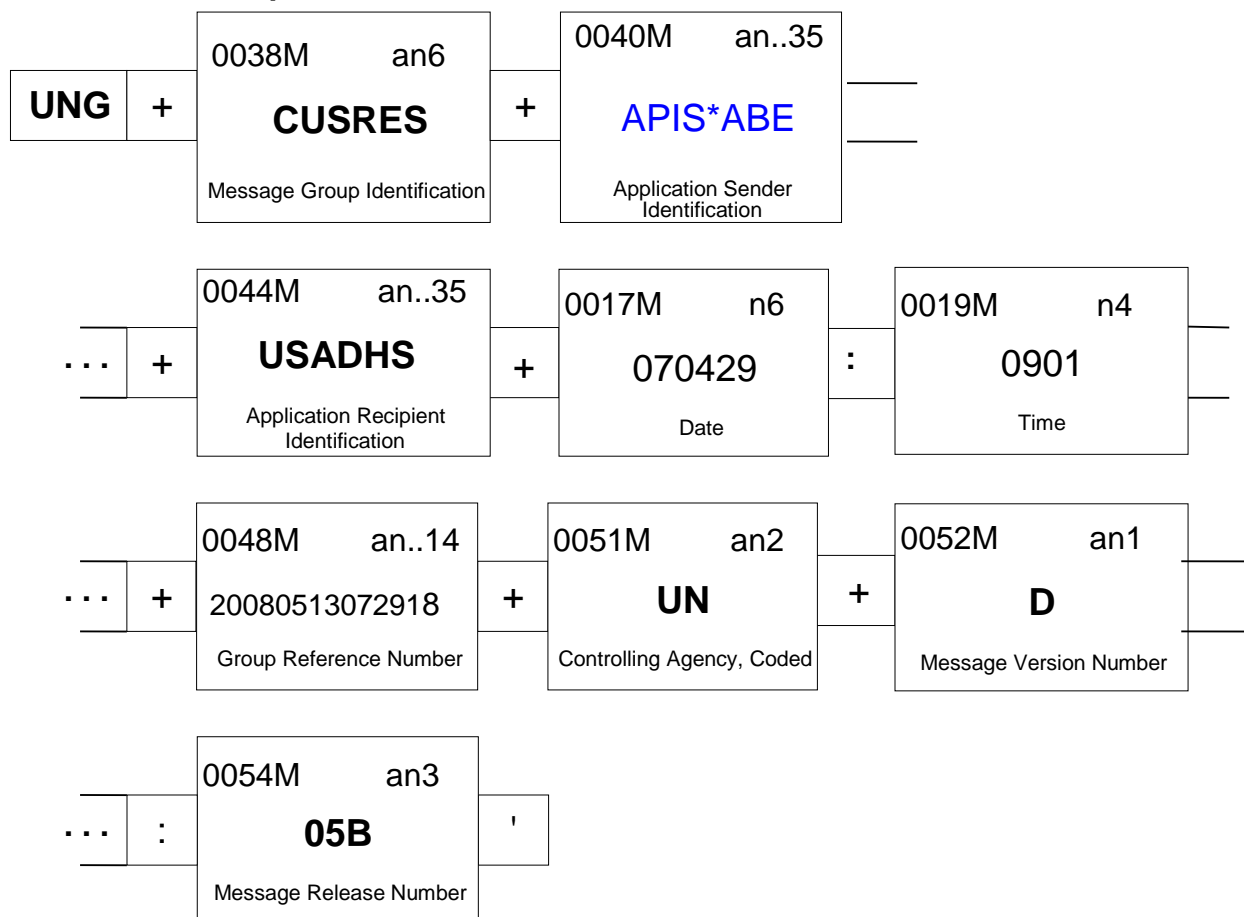 0038M an6
0040M an..35
UNG + CUSRES + APIS*ABE
Message Group Identification
Application Sender
Identification
0044M an..35
0017M n6
0019M n4
... + USADHS + 070429 : 0901
Application Recipient
Identification
Date
Time
0048M an..14
0051M an2
0052M an1
... + 20080513072918 + UN + D
Group Reference Number
Controlling Agency, Coded
Message Version Number
0054M an3
... : 05B '
Message Release Number